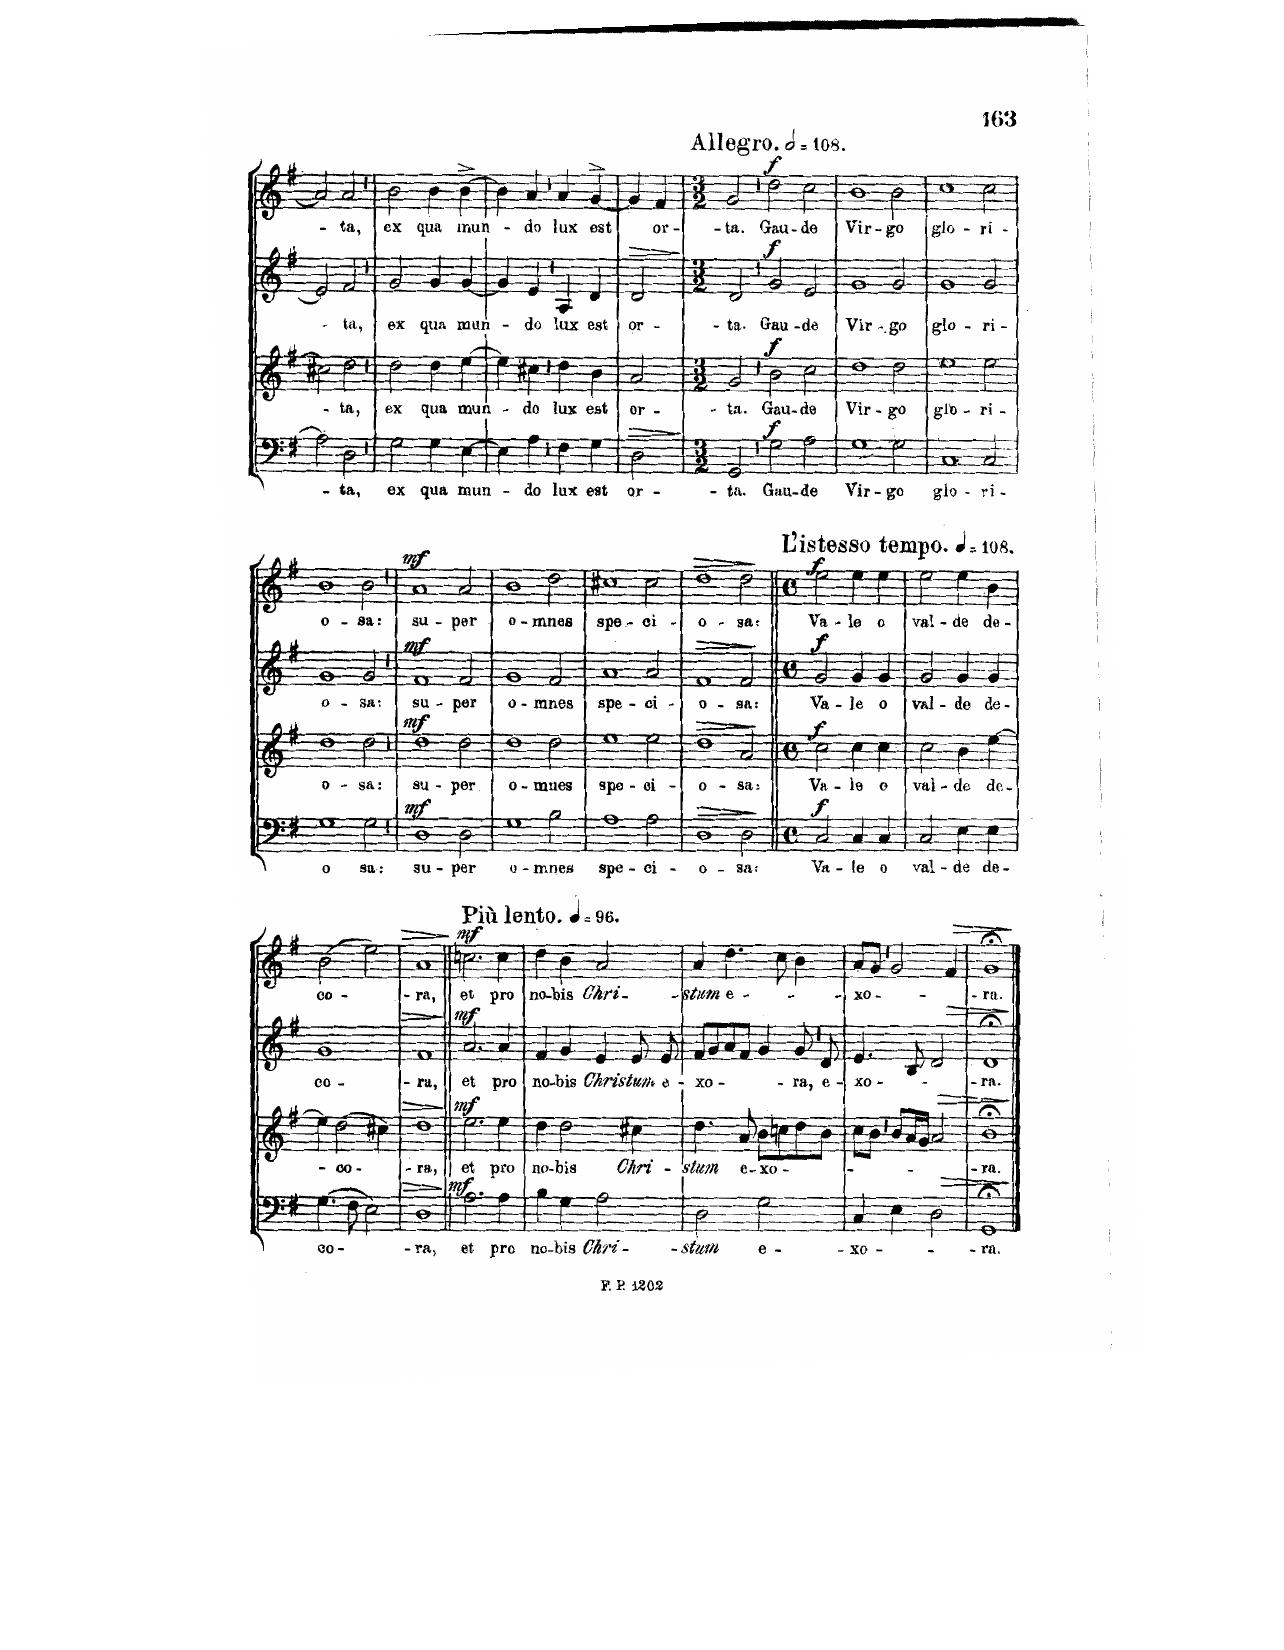 163
Allegro. 𝅗𝅥 = 108.
f
- ta, ex qua mun - do lux est or - - ta. Gau - de Vir - go glo - ri -
f
- ta, ex qua mun - do lux est or - - ta. Gau - de Vir - go glo - ri -
f
- ta, ex qua mun - do lux est or - - ta. Gau - de Vir - go glo - ri -
f
- ta, ex qua mun - do lux est or - - ta. Gau - de Vir - go glo - ri -
L'istesso tempo. ♩ = 108.
mf f
o - sa: su - per o - mnes spe - ci - o - sa: Va - le o val - de de -
mf f
o - sa: su - per o - mnes spe - ci - o - sa: Va - le o val - de de -
mf f
o - sa: su - per o - mnes spe - ci - o - sa: Va - le o val - de de -
mf f
o sa: su - per o - mnes spe - ci - o - sa: Va - le o val - de de -
Più lento. ♩ = 96.
mf
co - - ra, et pro no-bis Chri - - stum e - - - xo - - - ra.
mf
co - - ra, et pro no-bis Christum e - xo - - ra, e - xo - - - ra.
mf
- co - - ra, et pro no-bis Chri - stum e-xo - - - - ra.
mf
co - - ra, et pro no-bis Chri - - stum e - - xo - - - ra.
F. P. 1202